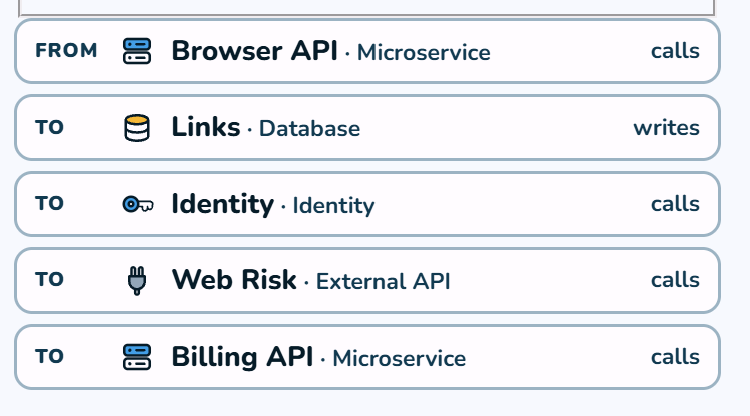 FROM Browser API · Microservice calls
TO Links · Database writes
TO Identity · Identity calls
TO Web Risk · External API calls
TO Billing API · Microservice calls